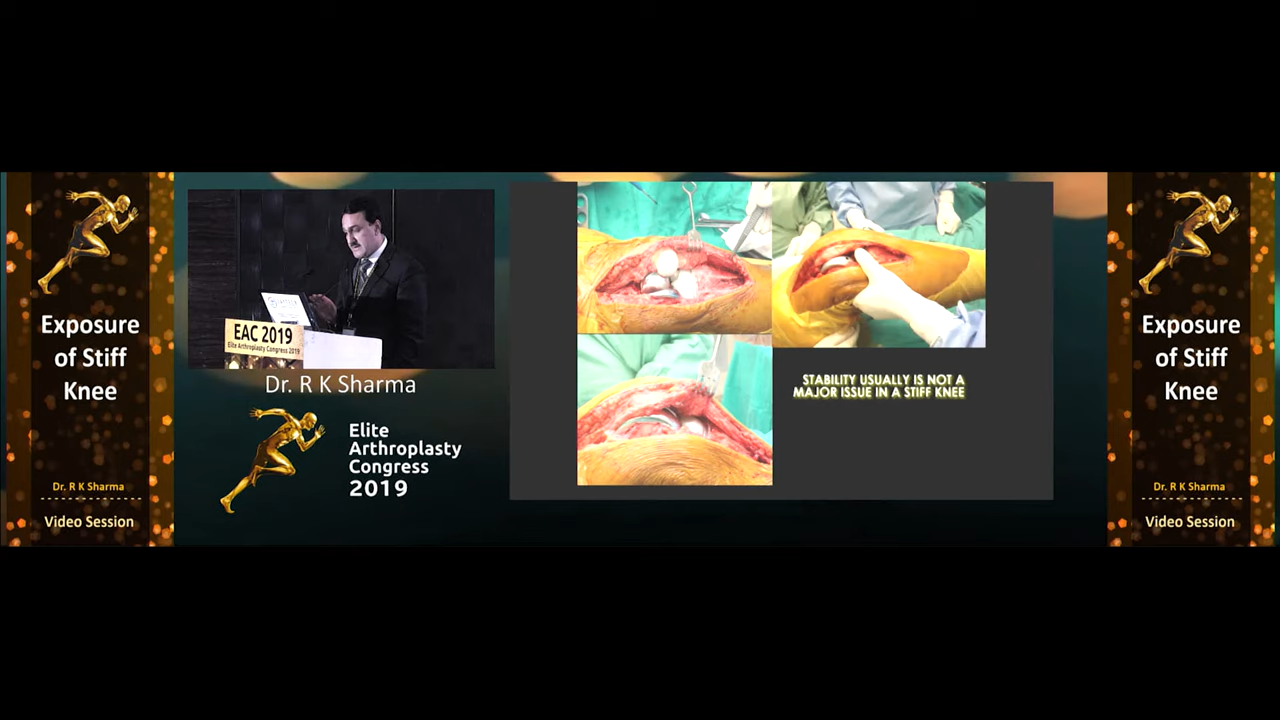 Exposure
of Stiff
Knee
Dr. R K Sharma
Video Session
EAC 2019
Elite Arthroplasty Congress 2019
Dr. R K Sharma
Elite
Arthroplasty
Congress
2019
STABILITY USUALLY IS NOT A
MAJOR ISSUE IN A STIFF KNEE
Exposure
of Stiff
Knee
Dr. R K Sharma
Video Session